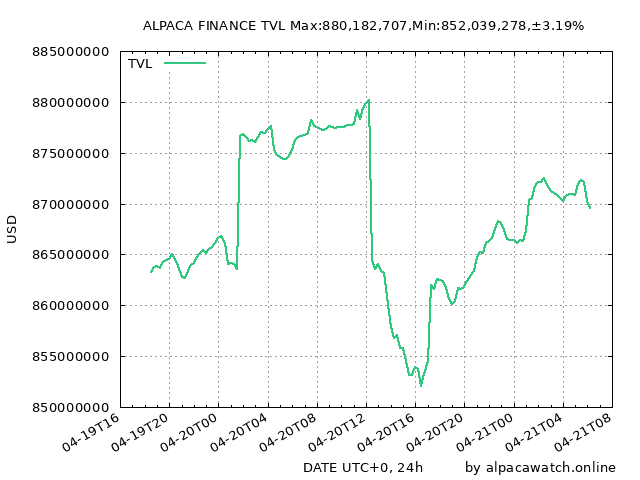 ALPACA FINANCE TVL Max:880,182,707,Min:852,039,278,±3.19%
885000000
TVL
880000000
875000000
870000000
USD
865000000
860000000
855000000
850000000
04-19T16 04-19T20 04-20T00 04-20T04 04-20T08 04-20T12 04-20T16 04-20T20 04-21T00 04-21T04 04-21T08
DATE UTC+0, 24h by alpacawatch.online